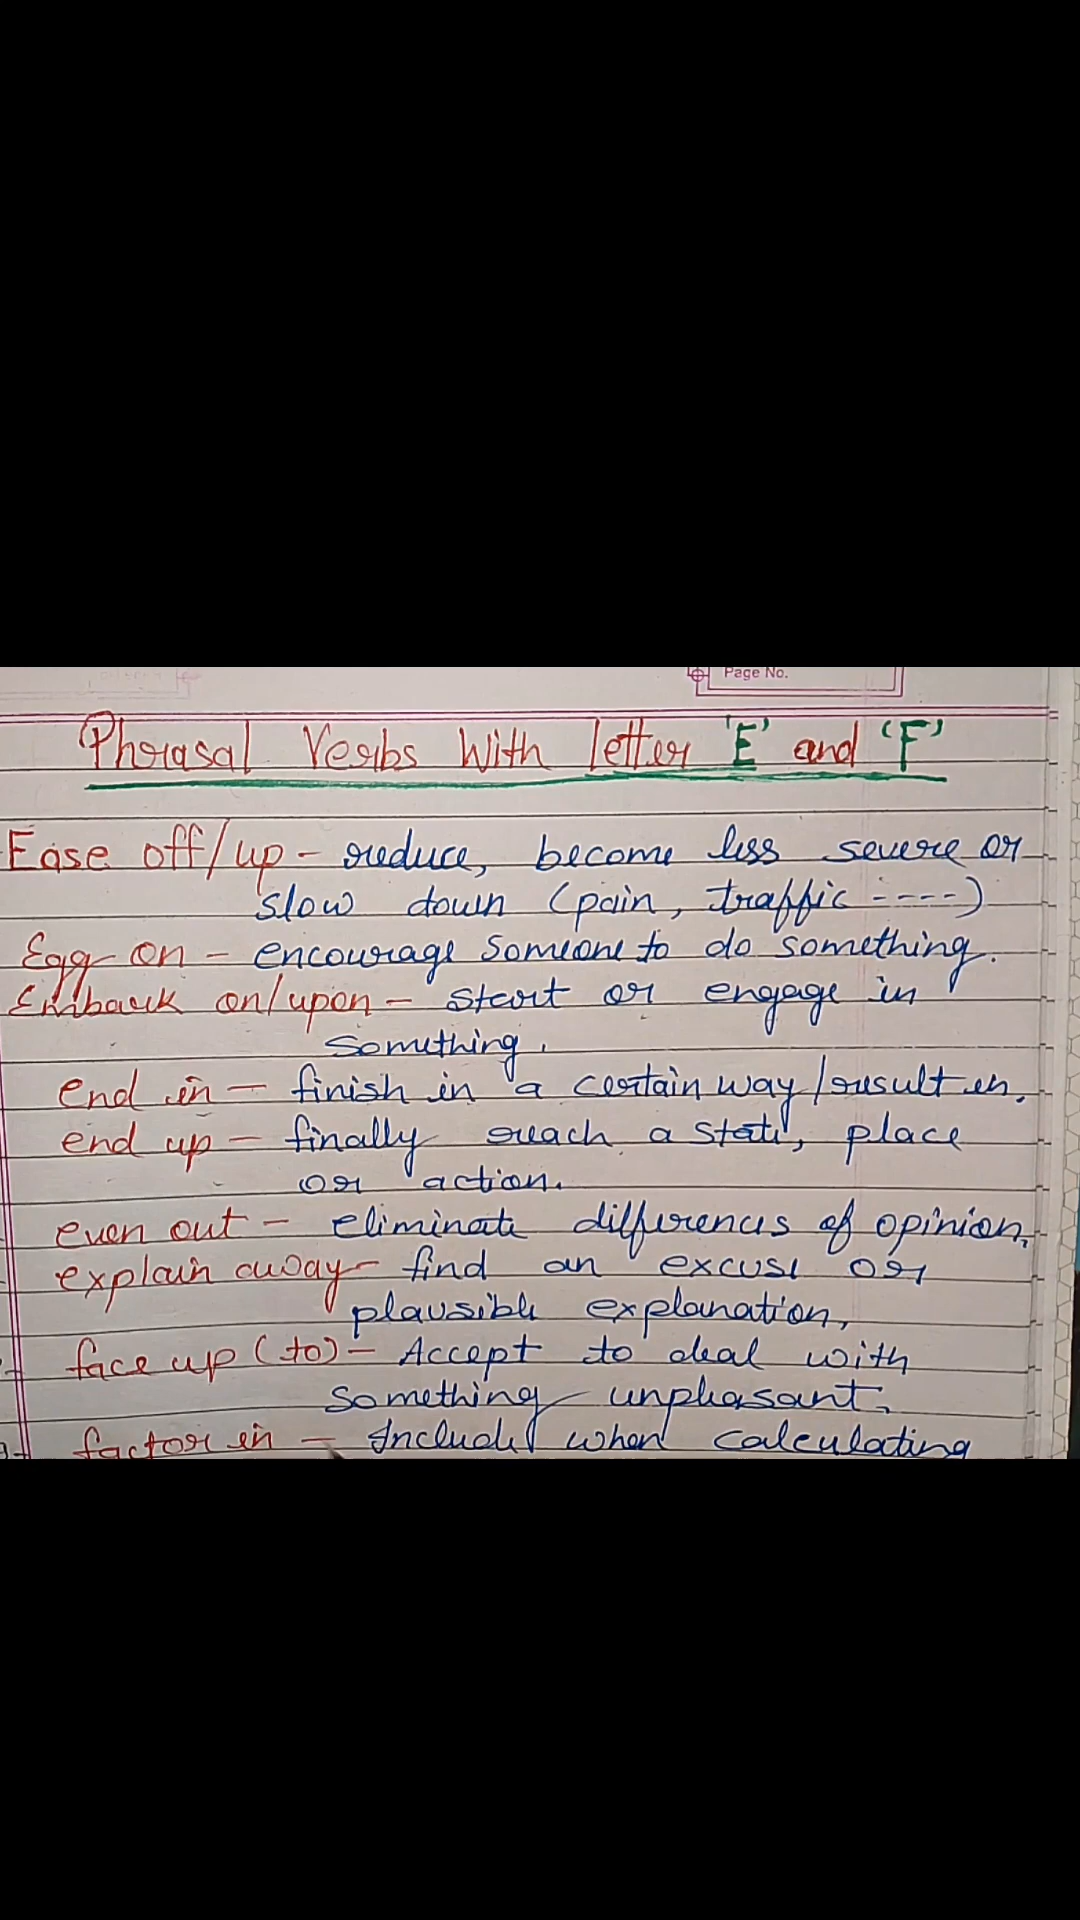 Page No.
Phrasal Verbs With letter 'E' and 'F'
Ease off/up - reduce, become less severe or
slow down (pain, traffic ----)
Egg on - encourage someone to do something.
Embark on/upon - start or engage in
something.
end in - finish in a certain way/result in.
end up - finally reach a state, place
or action.
even out - eliminate differences of opinion.
explain away - find an excuse or
plausible explanation.
face up (to) - Accept to deal with
something unpleasant.
factor in - Include when calculating